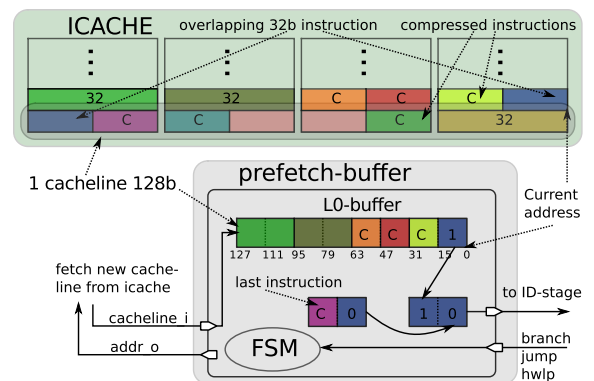 ICACHE
overlapping 32b instruction
compressed instructions
32
32
C
C
C
C
C
C
32
1 cacheline 128b
prefetch-buffer
Current
address
L0-buffer
C
C
C
1
127
111
95
79
63
47
31
15
0
fetch new cache-
line from icache
last instruction
to ID-stage
C
0
1
0
cacheline_i
addr_o
FSM
branch
jump
hwlp